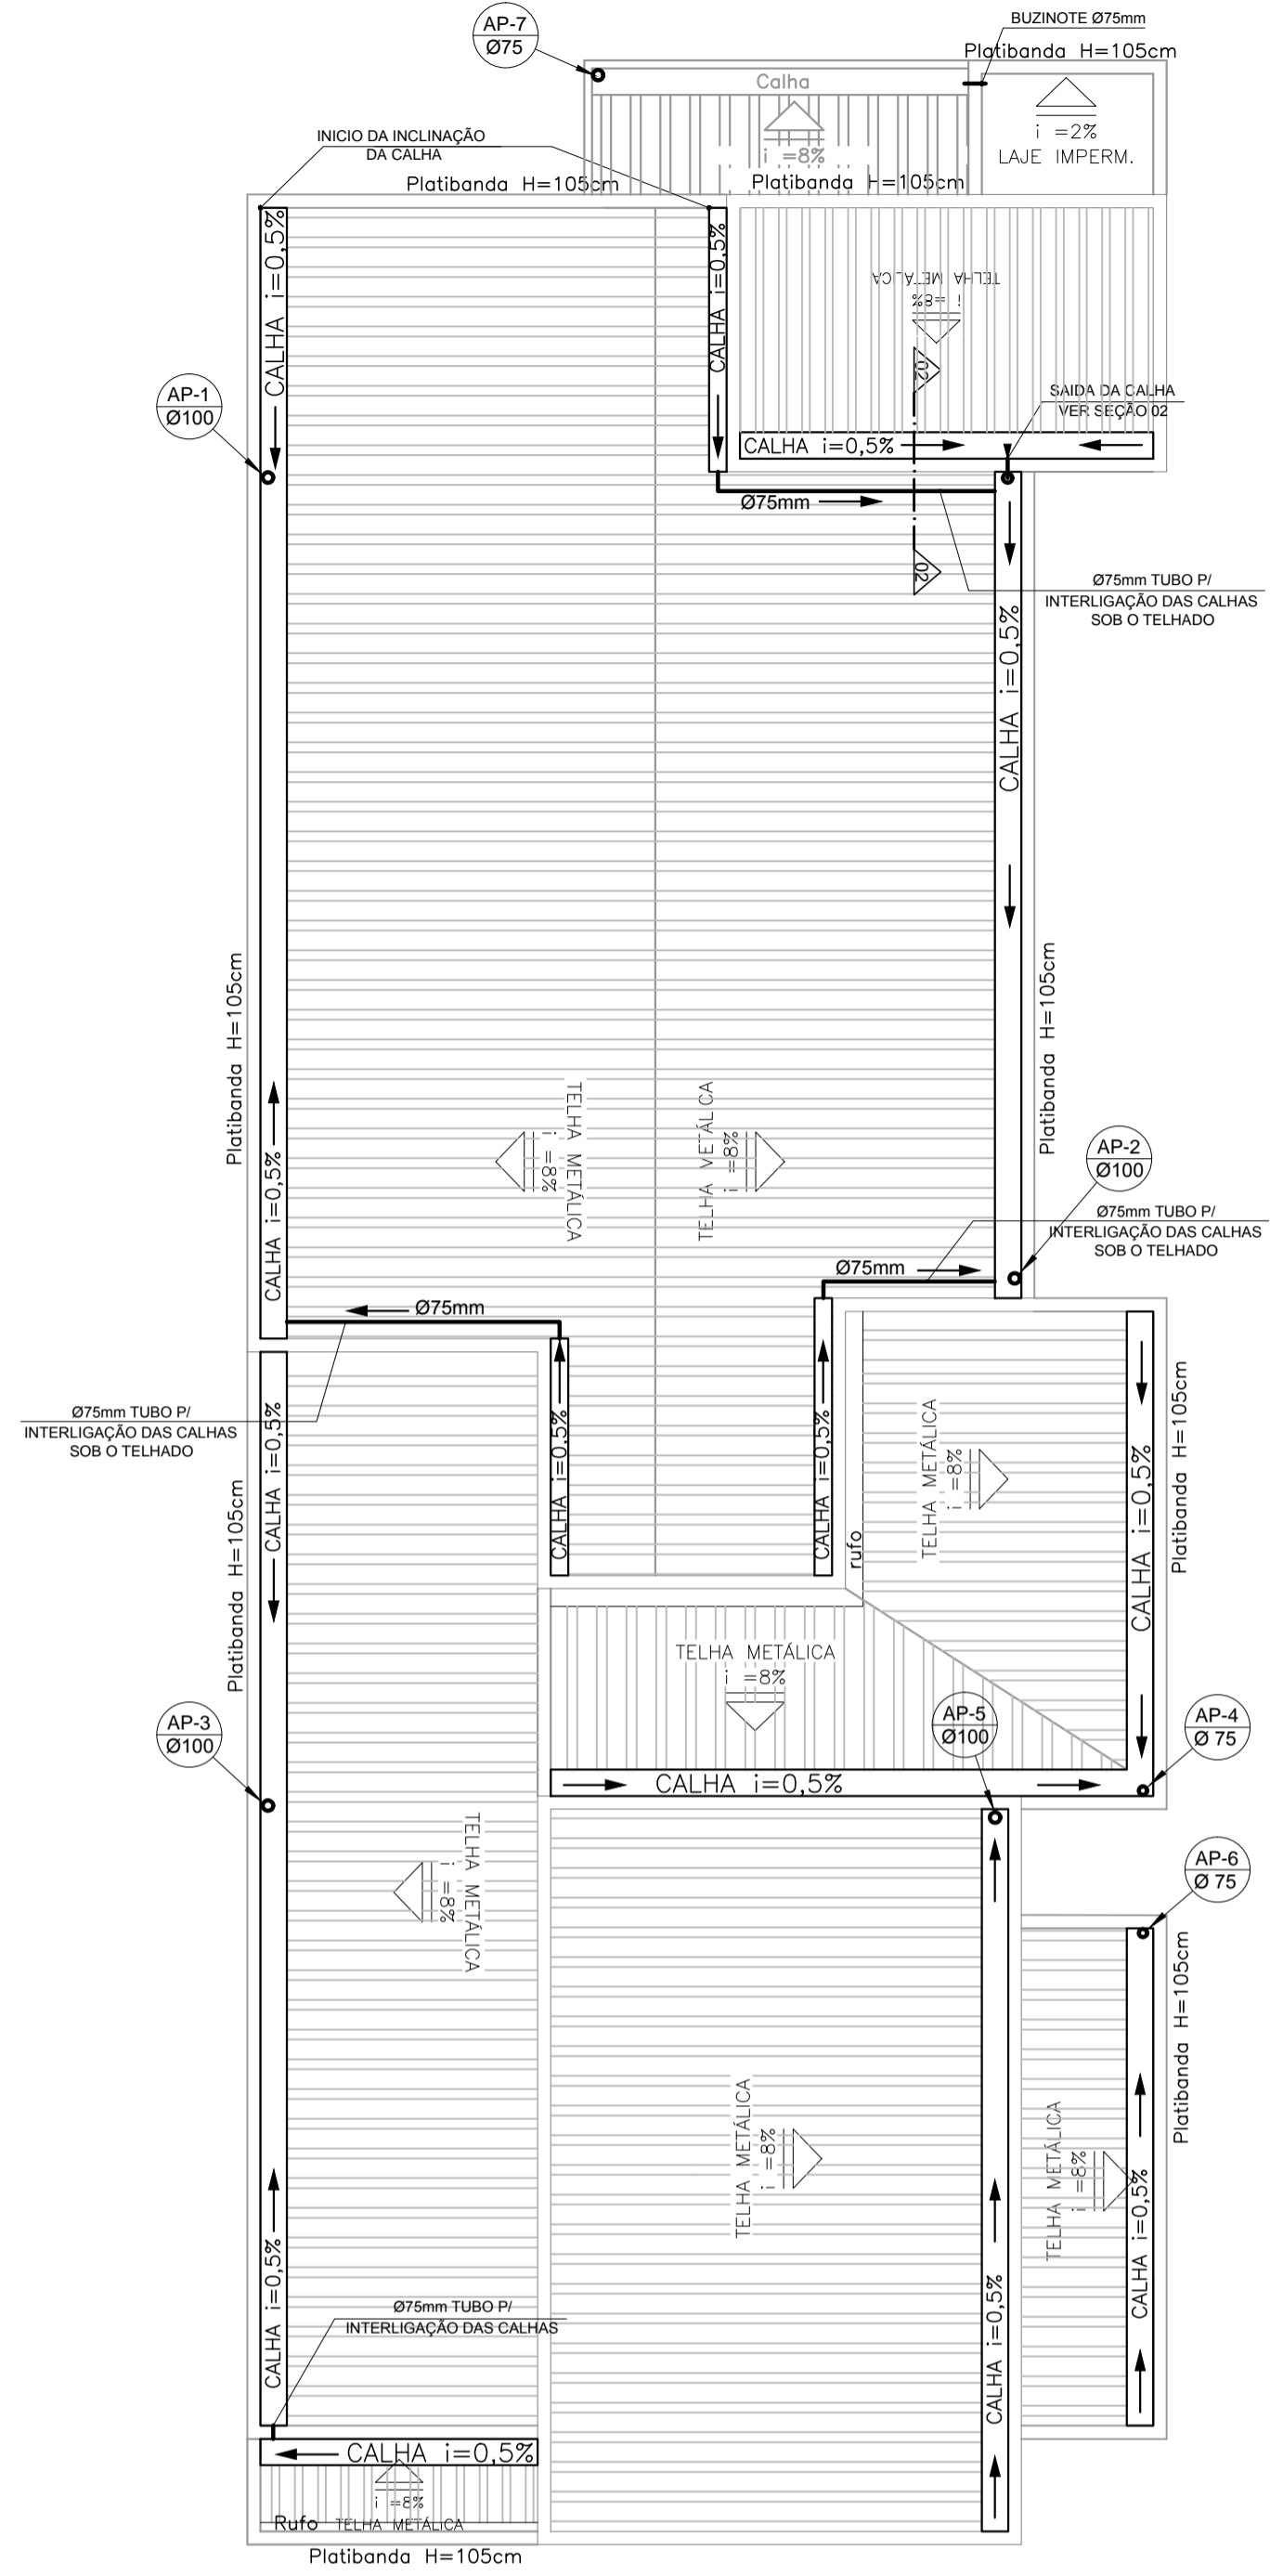 AP-7
Ø75
BUZINOTE Ø75mm
Platibanda H=105cm
Calha
i =8%
i =2%
LAJE IMPERM.
INICIO DA INCLINAÇÃO
DA CALHA
Platibanda H=105cm
Platibanda H=105cm
CALHA i=0,5%
CALHA i=0,5%
TELHA METÁLICA
i =8%
02
AP-1
Ø100
SAIDA DA CALHA
VER SEÇÃO 02
CALHA i=0,5%
Ø75mm
02
Ø75mm TUBO P/
INTERLIGAÇÃO DAS CALHAS
SOB O TELHADO
CALHA i=0,5%
Platibanda H=105cm
Platibanda H=105cm
TELHA METÁLICA
i =8%
TELHA METÁLICA
i =8%
AP-2
Ø100
CALHA i=0,5%
Ø75mm TUBO P/
INTERLIGAÇÃO DAS CALHAS
SOB O TELHADO
Ø75mm
Ø75mm
Ø75mm TUBO P/
INTERLIGAÇÃO DAS CALHAS
SOB O TELHADO
CALHA i=0,5%
CALHA i=0,5%
CALHA i=0,5%
rufo
TELHA METÁLICA
i =8%
CALHA i=0,5%
Platibanda H=105cm
Platibanda H=105cm
TELHA METÁLICA
i =8%
AP-3
Ø100
AP-5
Ø100
AP-4
Ø 75
CALHA i=0,5%
TELHA METÁLICA
i =8%
AP-6
Ø 75
Platibanda H=105cm
TELHA METÁLICA
i =8%
TELHA METÁLICA
i =8%
CALHA i=0,5%
CALHA i=0,5%
CALHA i=0,5%
Ø75mm TUBO P/
INTERLIGAÇÃO DAS CALHAS
CALHA i=0,5%
i =8%
Rufo TELHA METÁLICA
Platibanda H=105cm